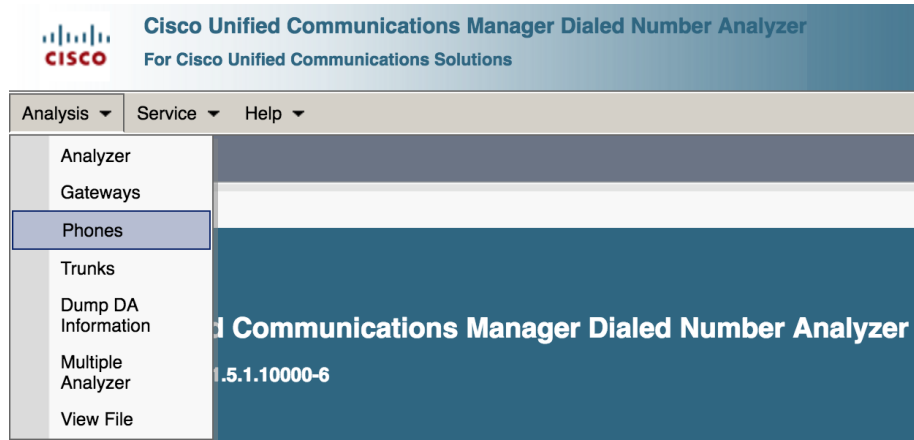 Cisco Unified Communications Manager Dialed Number Analyzer
CISCO
For Cisco Unified Communications Solutions
Analysis Service Help
Analyzer
Gateways
Phones
Trunks
Dump DA
Information
Communications Manager Dialed Number Analyzer
Multiple
Analyzer
.5.1.10000-6
View File